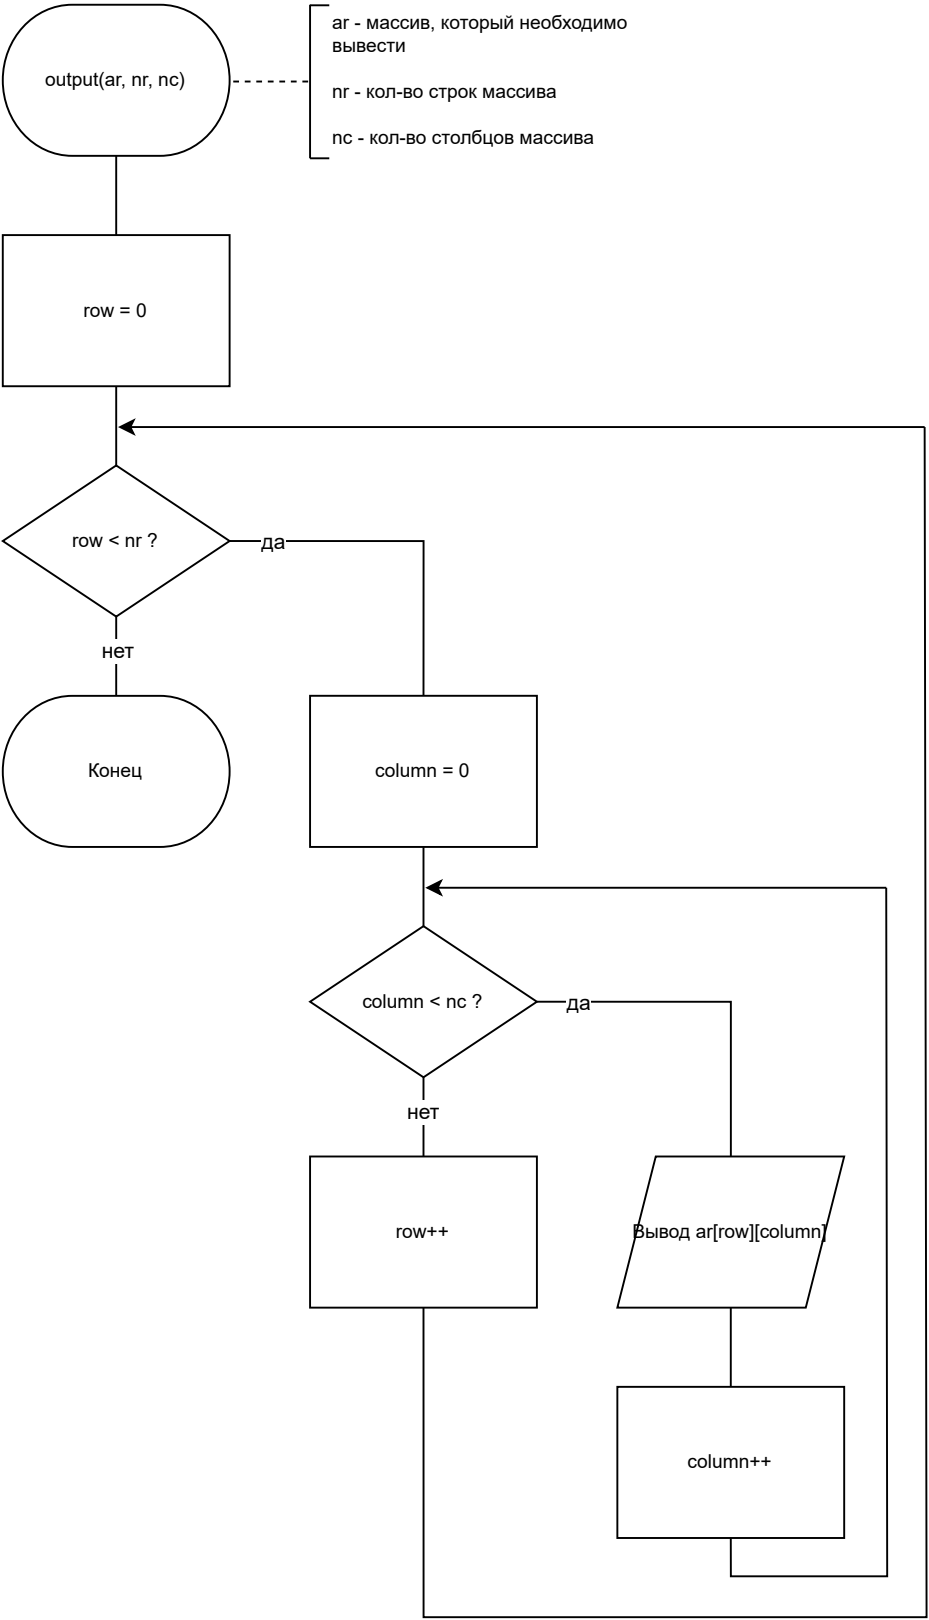 output(ar, nr, nc)
ar - массив, который необходимо
вывести
nr - кол-во строк массива
nc - кол-во столбцов массива
row = 0
row < nr ?
да
нет
Конец
column = 0
column < nc ?
да
нет
row++
Вывод ar[row][column]
column++